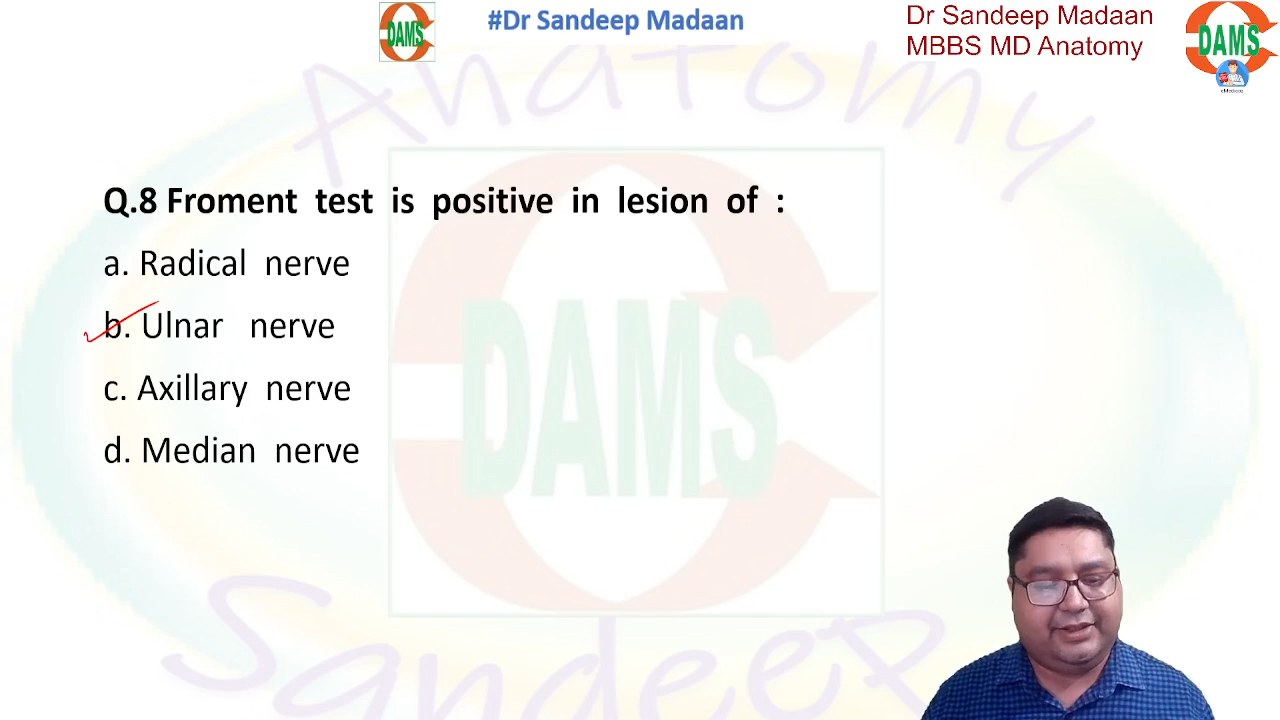 #Dr Sandeep Madaan
Dr Sandeep Madaan
MBBS MD Anatomy
DAMS
DAMS
eMedicoz
Anatomy
Q.8 Froment test is positive in lesion of :
a. Radical nerve
b. Ulnar nerve
c. Axillary nerve
d. Median nerve
DAMS
Sandeep